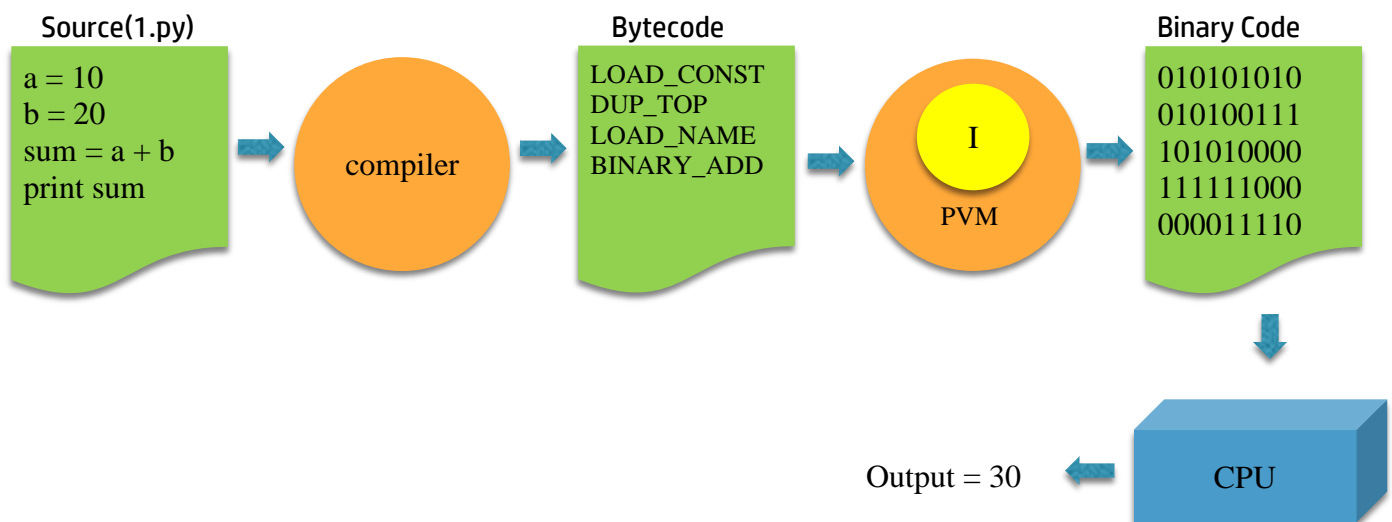 Source(1.py)
a = 10
b = 20
sum = a + b
print sum
compiler
Bytecode
LOAD_CONST
DUP_TOP
LOAD_NAME
BINARY_ADD
I
PVM
Binary Code
010101010
010100111
101010000
111111000
000011110
CPU
Output = 30